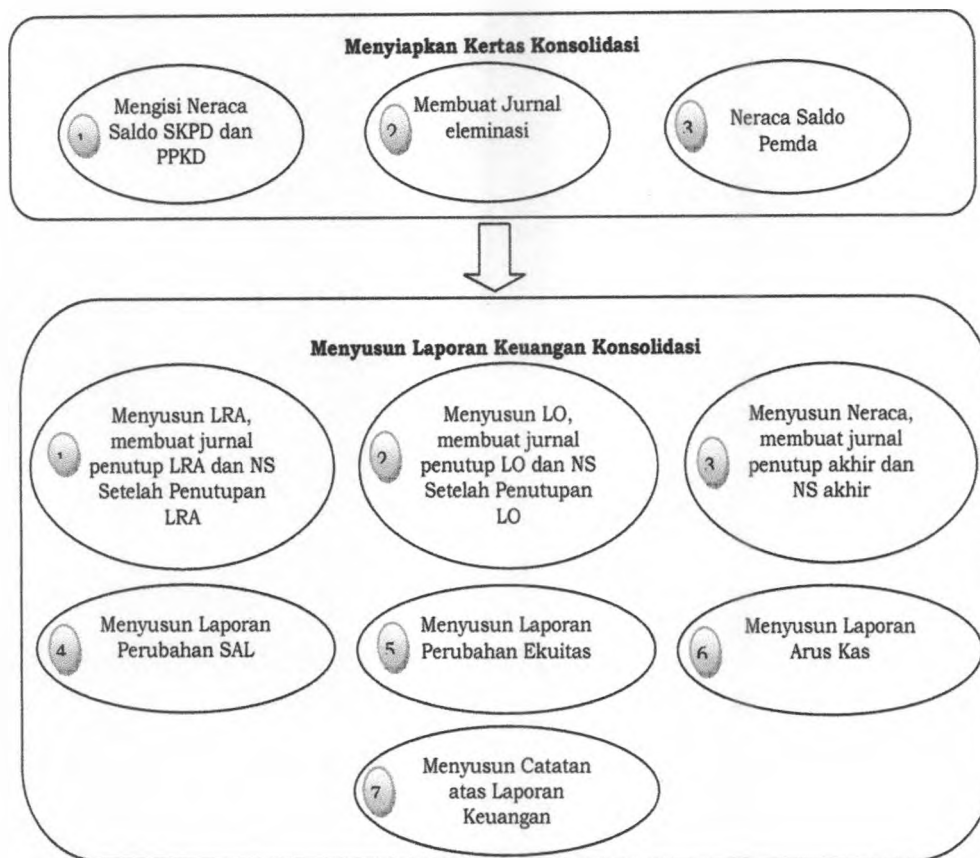 Menyiapkan Kertas Konsolidasi
1
Mengisi Neraca
Saldo SKPD dan
PPKD
2
Membuat Jurnal
eleminasi
3
Neraca Saldo
Pemda
Menyusun Laporan Keuangan Konsolidasi
1
Menyusun LRA,
membuat jurnal
penutup LRA dan NS
Setelah Penutupan
LRA
2
Menyusun LO,
membuat jurnal
penutup LO dan NS
Setelah Penutupan
LO
3
Menyusun Neraca,
membuat jurnal
penutup akhir dan
NS akhir
4
Menyusun Laporan
Perubahan SAL
5
Menyusun Laporan
Perubahan Ekuitas
6
Menyusun Laporan
Arus Kas
7
Menyusun Catatan
atas Laporan
Keuangan